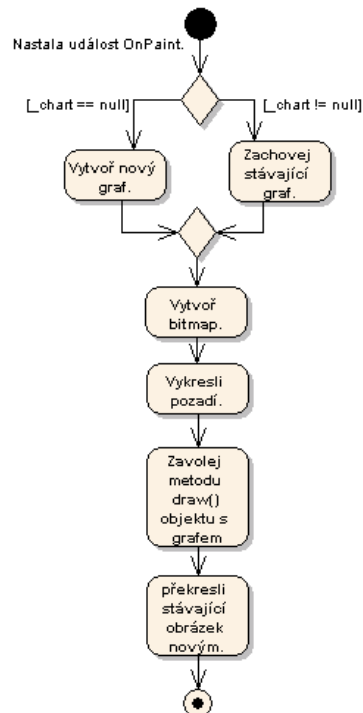 Nastala událost OnPaint.
[_chart == null]
[_chart != null]
Vytvoř nový
graf.
Zachovej
stávající
graf.
Vytvoř
bitmap.
Vykresli
pozadí.
Zavolej
metodu
draw()
objektu s
grafem
překresli
stávající
obrázek
novým.